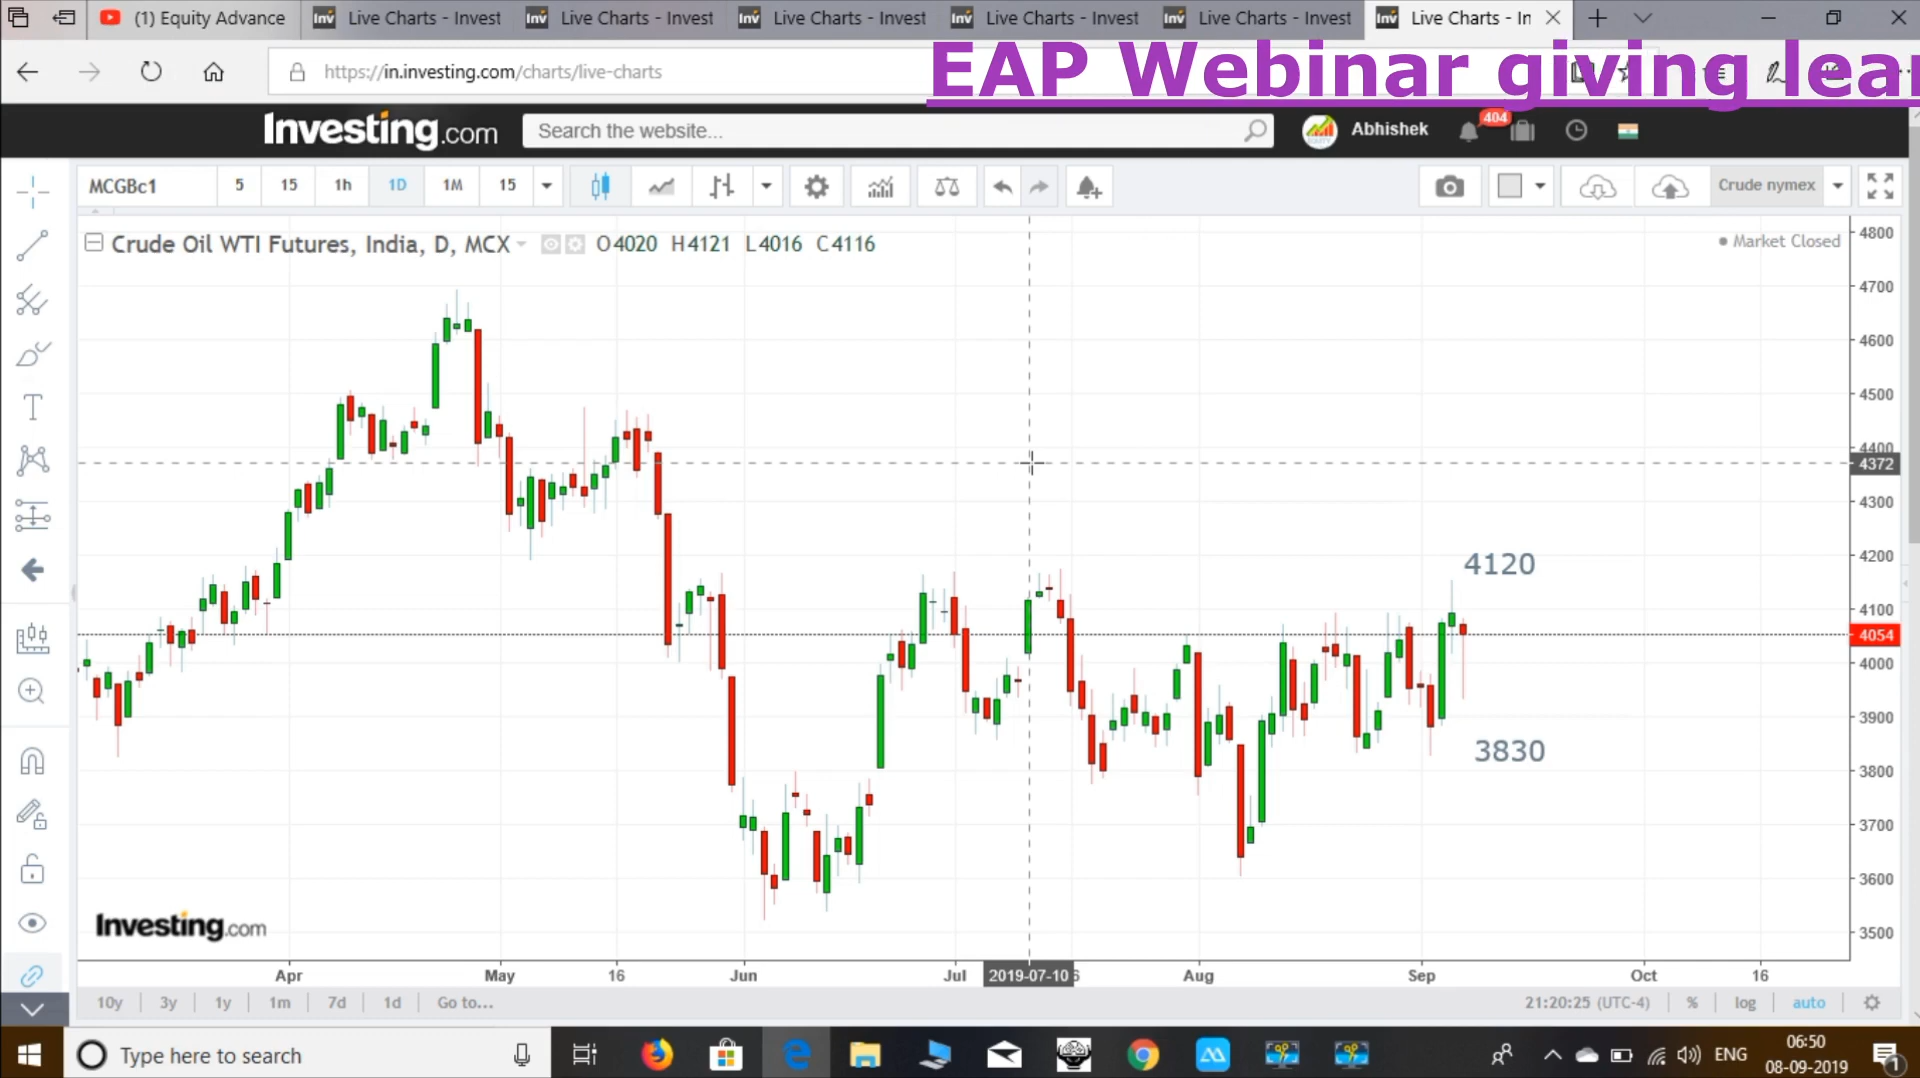 (1) Equity Advance
Live Charts - Invest
Live Charts - Invest
Live Charts - Invest
Live Charts - Invest
Live Charts - Invest
Live Charts - In
EAP Webinar giving lear
https://in.investing.com/charts/live-charts
Investing.com
Search the website...
Abhishek
404
MCGBc1
5
15
1h
1D
1M
15
Crude nymex
Crude Oil WTI Futures, India, D, MCX
O4020 H4121 L4016 C4116
Market Closed
4800
4700
4600
4500
4400
4372
4300
4200
4120
4100
4054
4000
3900
3830
3800
3700
3600
3500
Investing.com
Apr
May
16
Jun
Jul
2019-07-10
Aug
Sep
Oct
16
10y
3y
1y
1m
7d
1d
Go to...
21:20:25 (UTC-4)
%
log
auto
Type here to search
ENG
06:50
08-09-2019
1